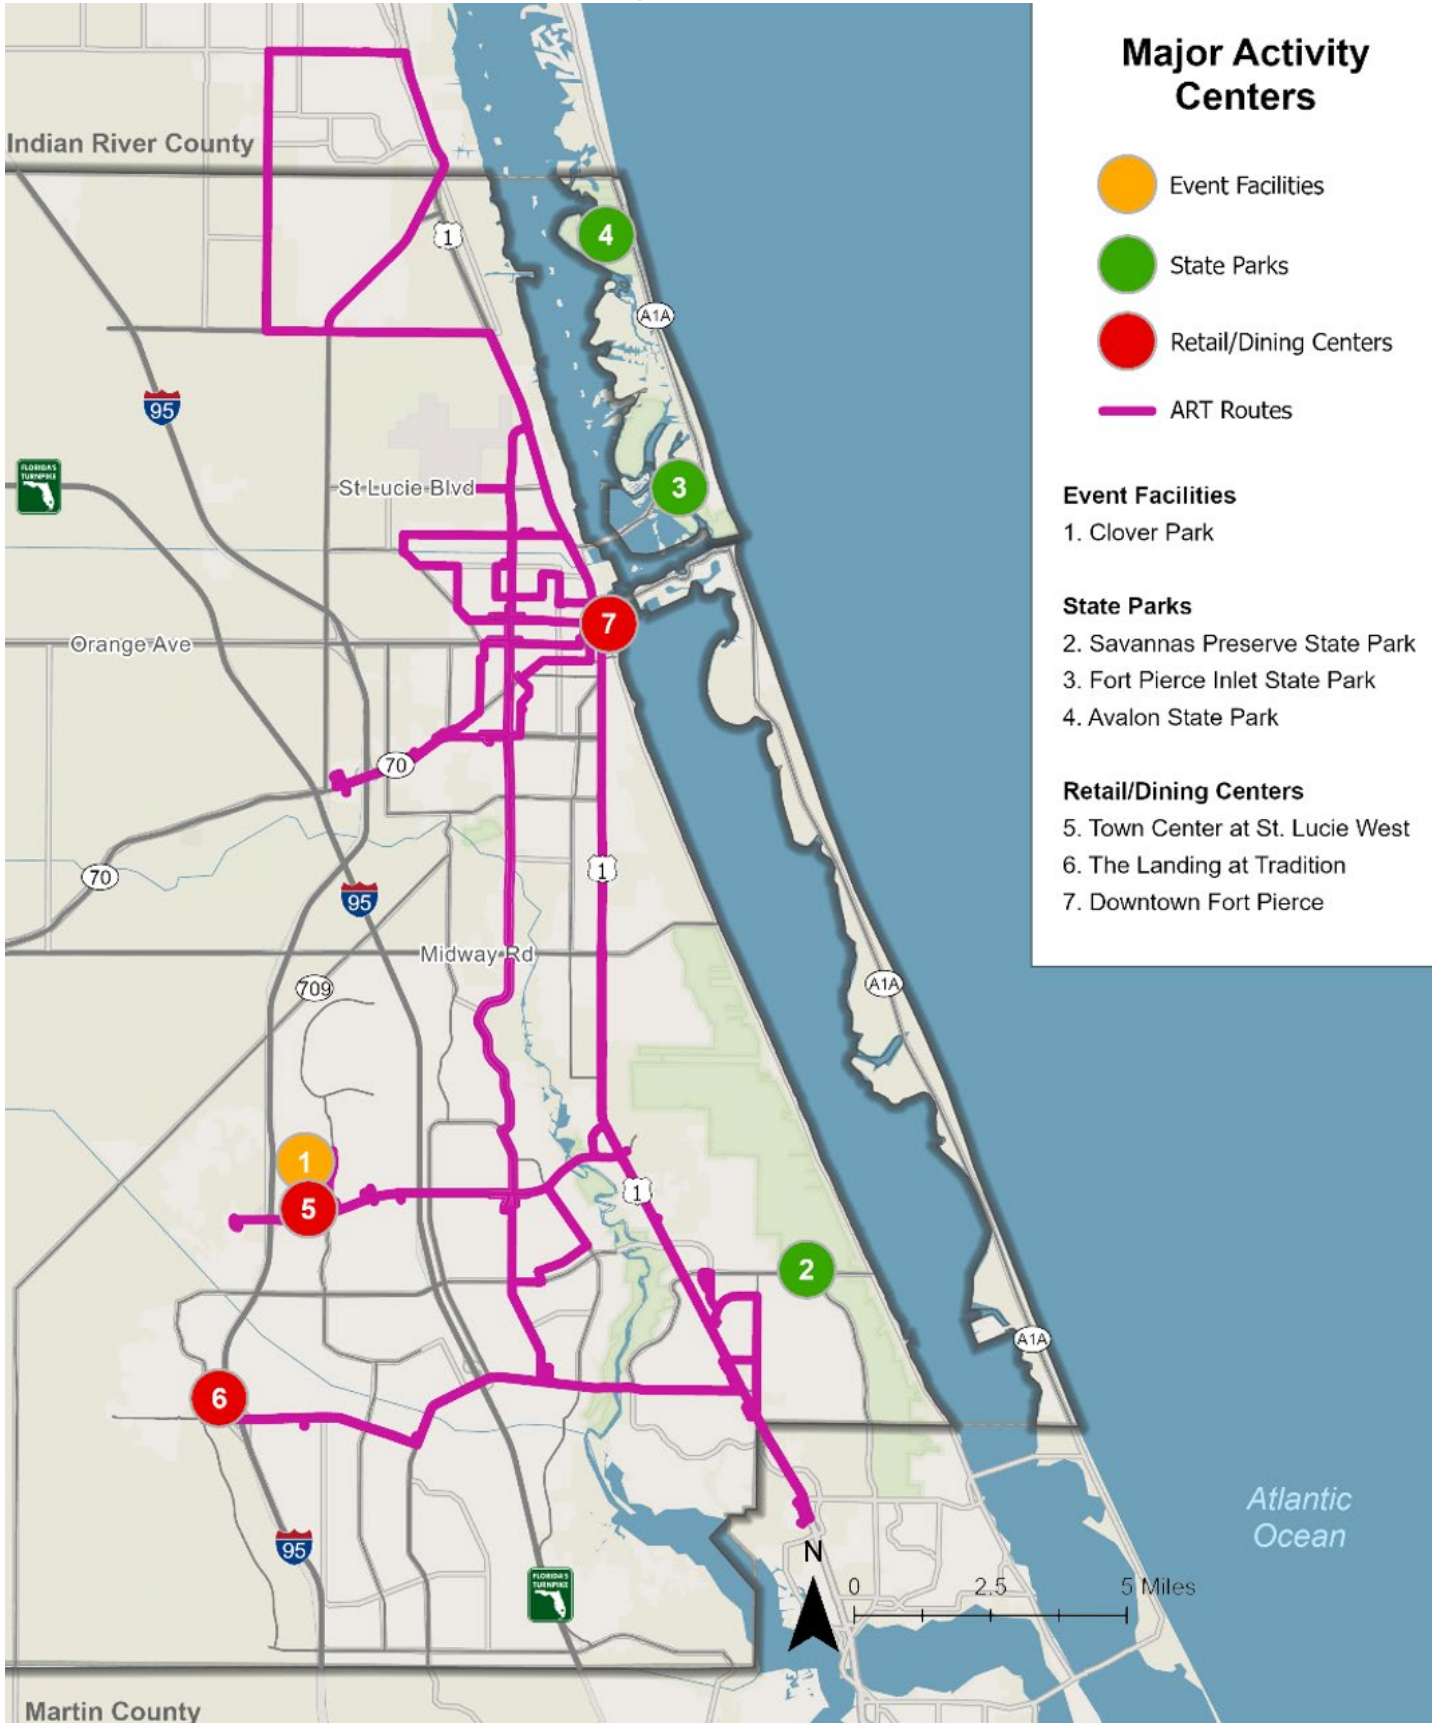 Major Activity
Centers
Event Facilities
State Parks
Retail/Dining Centers
ART Routes
Event Facilities
1. Clover Park
State Parks
2. Savannas Preserve State Park
3. Fort Pierce Inlet State Park
4. Avalon State Park
Retail/Dining Centers
5. Town Center at St. Lucie West
6. The Landing at Tradition
7. Downtown Fort Pierce
Indian River County
4
1
A1A
95
FLORIDA'S
TURNPIKE
St Lucie Blvd
3
7
Orange Ave
70
1
70
95
Midway Rd
709
A1A
1
5
1
2
A1A
6
Atlantic
Ocean
95
N
FLORIDA'S
TURNPIKE
0 2.5 5 Miles
Martin County